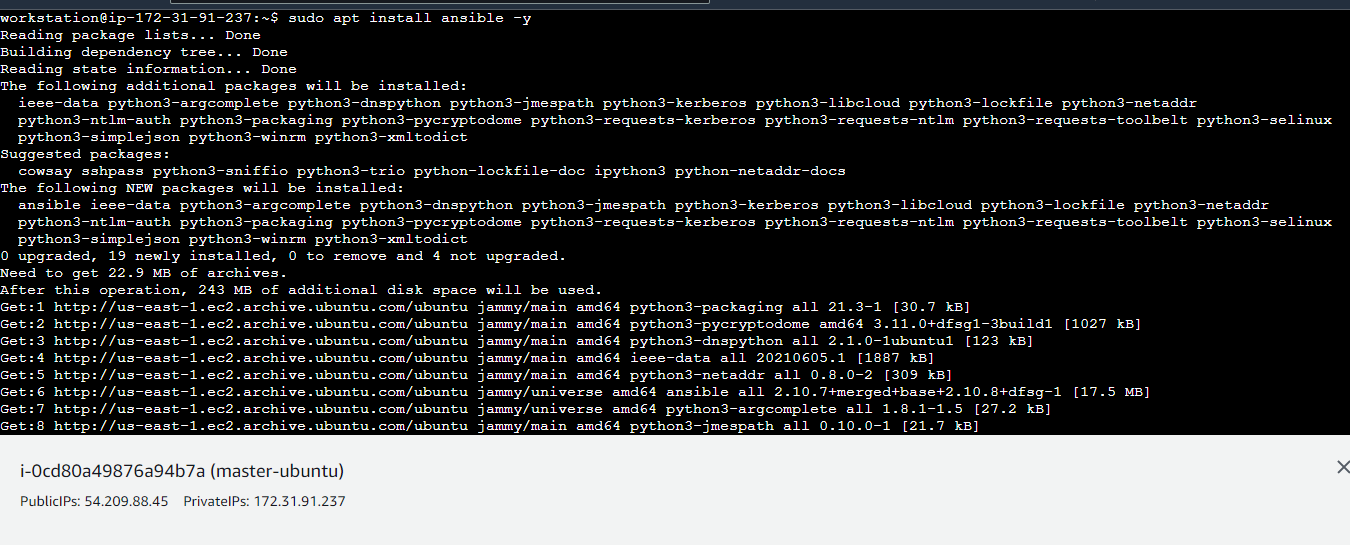 workstation@ip-172-31-91-237:~$ sudo apt install ansible -y
Reading package lists... Done
Building dependency tree... Done
Reading state information... Done
The following additional packages will be installed:
  ieee-data python3-argcomplete python3-dnspython python3-jmespath python3-kerberos python3-libcloud python3-lockfile python3-netaddr
  python3-ntlm-auth python3-packaging python3-pycryptodome python3-requests-kerberos python3-requests-ntlm python3-requests-toolbelt python3-selinux
  python3-simplejson python3-winrm python3-xmltodict
Suggested packages:
  cowsay sshpass python3-sniffio python3-trio python-lockfile-doc ipython3 python-netaddr-docs
The following NEW packages will be installed:
  ansible ieee-data python3-argcomplete python3-dnspython python3-jmespath python3-kerberos python3-libcloud python3-lockfile python3-netaddr
  python3-ntlm-auth python3-packaging python3-pycryptodome python3-requests-kerberos python3-requests-ntlm python3-requests-toolbelt python3-selinux
  python3-simplejson python3-winrm python3-xmltodict
0 upgraded, 19 newly installed, 0 to remove and 4 not upgraded.
Need to get 22.9 MB of archives.
After this operation, 243 MB of additional disk space will be used.
Get:1 http://us-east-1.ec2.archive.ubuntu.com/ubuntu jammy/main amd64 python3-packaging all 21.3-1 [30.7 kB]
Get:2 http://us-east-1.ec2.archive.ubuntu.com/ubuntu jammy/main amd64 python3-pycryptodome amd64 3.11.0+dfsg1-3build1 [1027 kB]
Get:3 http://us-east-1.ec2.archive.ubuntu.com/ubuntu jammy/main amd64 python3-dnspython all 2.1.0-1ubuntu1 [123 kB]
Get:4 http://us-east-1.ec2.archive.ubuntu.com/ubuntu jammy/main amd64 ieee-data all 20210605.1 [1887 kB]
Get:5 http://us-east-1.ec2.archive.ubuntu.com/ubuntu jammy/main amd64 python3-netaddr all 0.8.0-2 [309 kB]
Get:6 http://us-east-1.ec2.archive.ubuntu.com/ubuntu jammy/universe amd64 ansible all 2.10.7+merged+base+2.10.8+dfsg-1 [17.5 MB]
Get:7 http://us-east-1.ec2.archive.ubuntu.com/ubuntu jammy/universe amd64 python3-argcomplete all 1.8.1-1.5 [27.2 kB]
Get:8 http://us-east-1.ec2.archive.ubuntu.com/ubuntu jammy/main amd64 python3-jmespath all 0.10.0-1 [21.7 kB]
i-0cd80a49876a94b7a (master-ubuntu)
PublicIPs: 54.209.88.45    PrivateIPs: 172.31.91.237